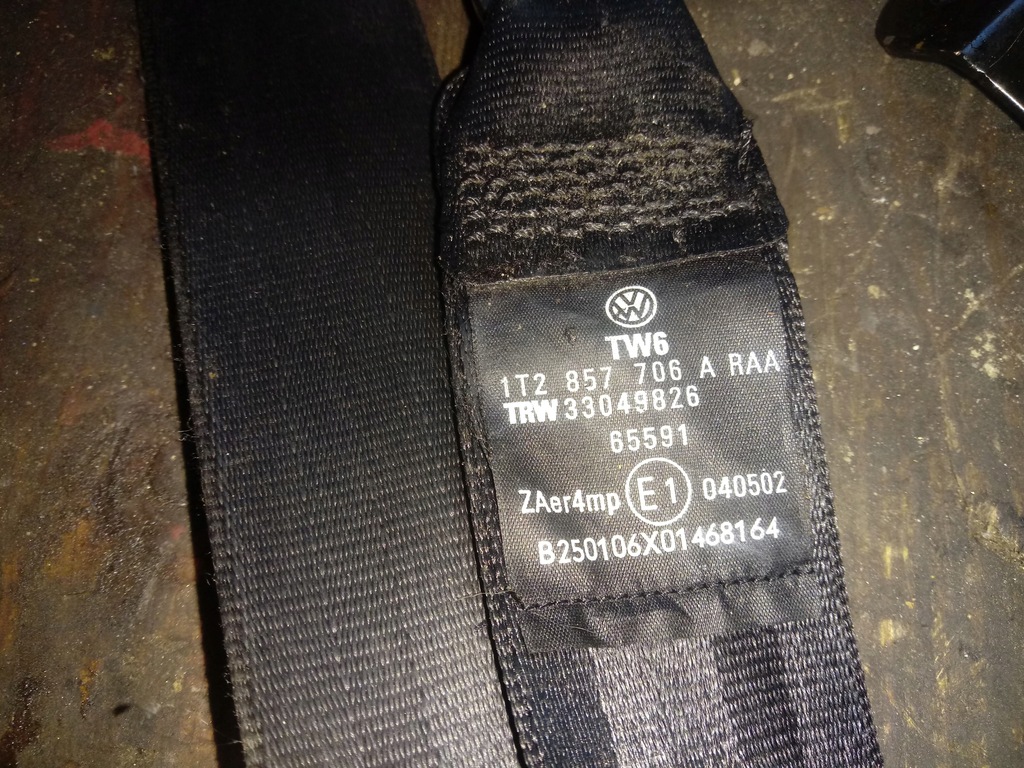 TW6
1T2 857 706 A RAA
TRW 33049826
65591
ZAer4mp E1 040502
B250106X01468164